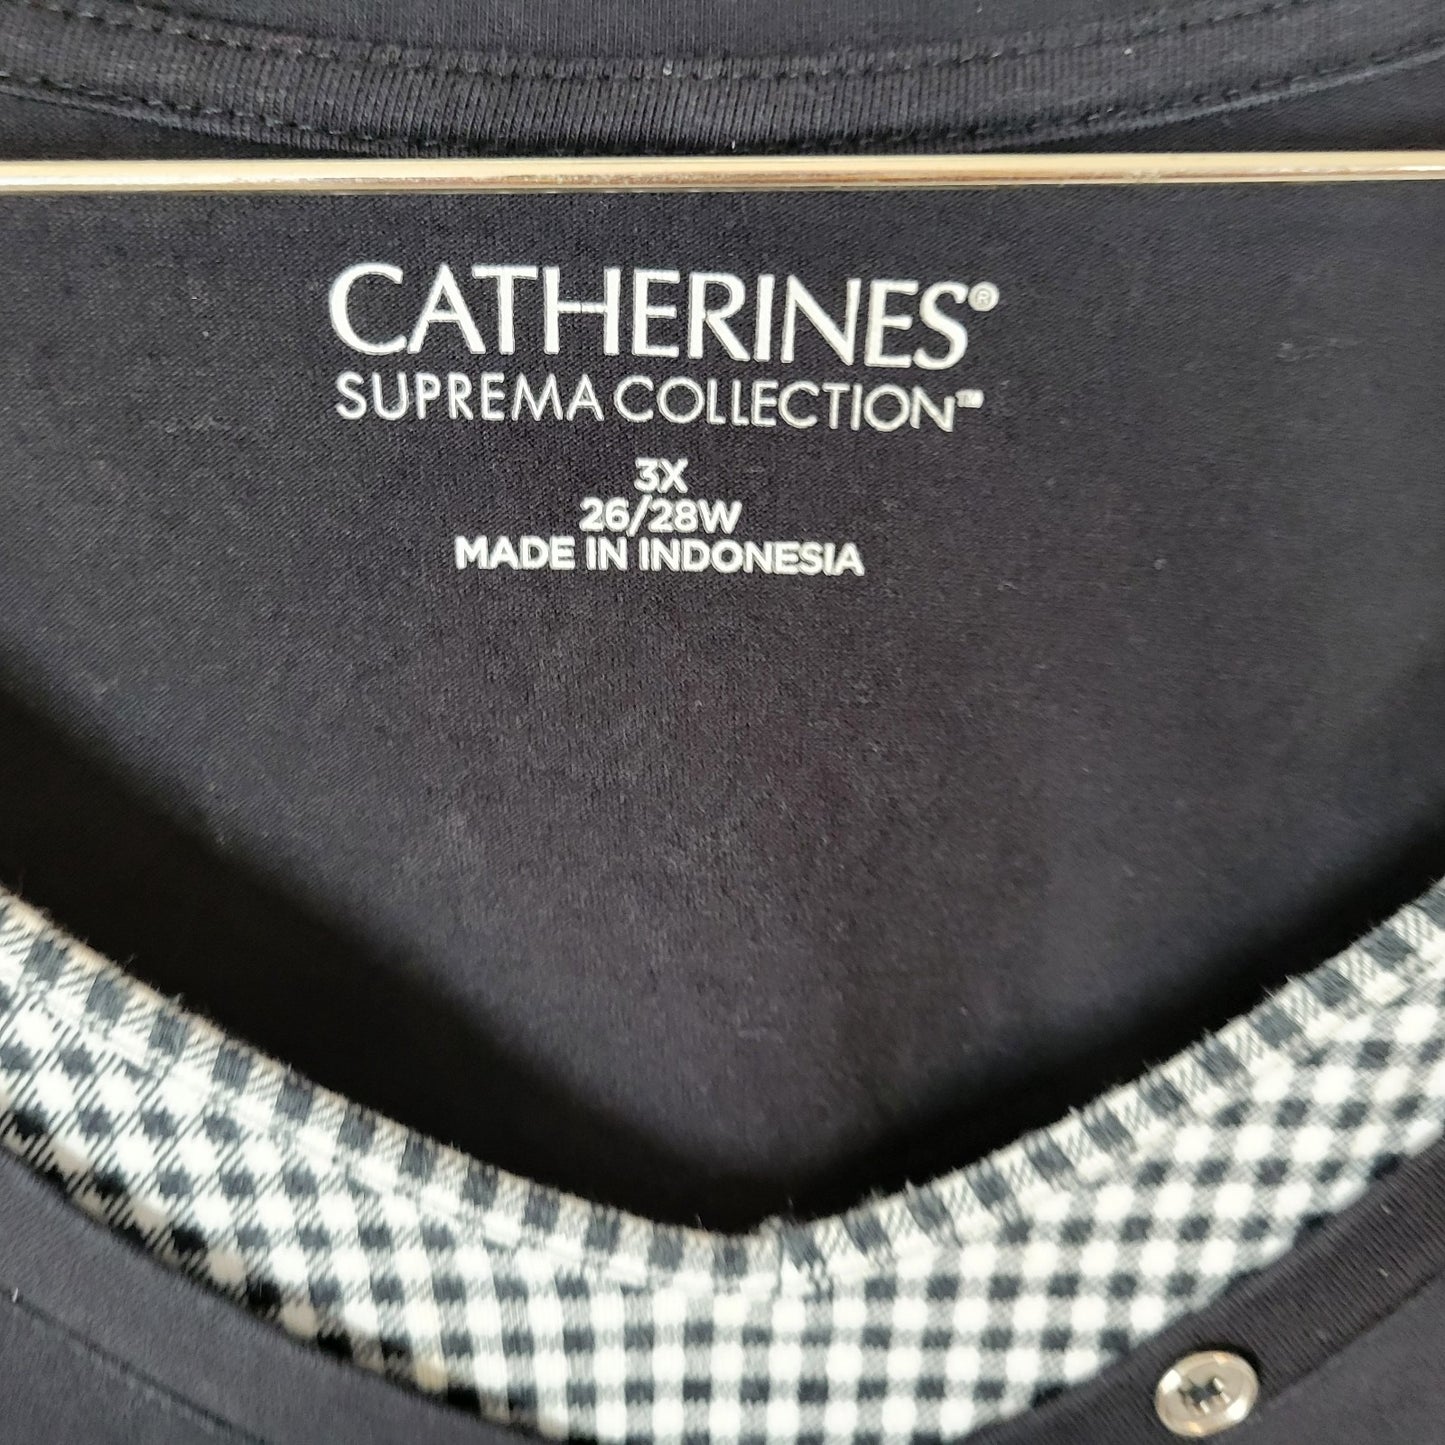 CATHERINES®
SUPREMA COLLECTION™
3X
26/28W
MADE IN INDONESIA